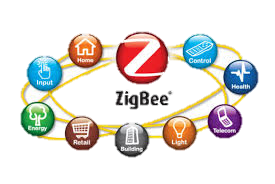 Home
Control
Input
Health
ZigBee®
Energy
Telecom
Retail
Building
Light